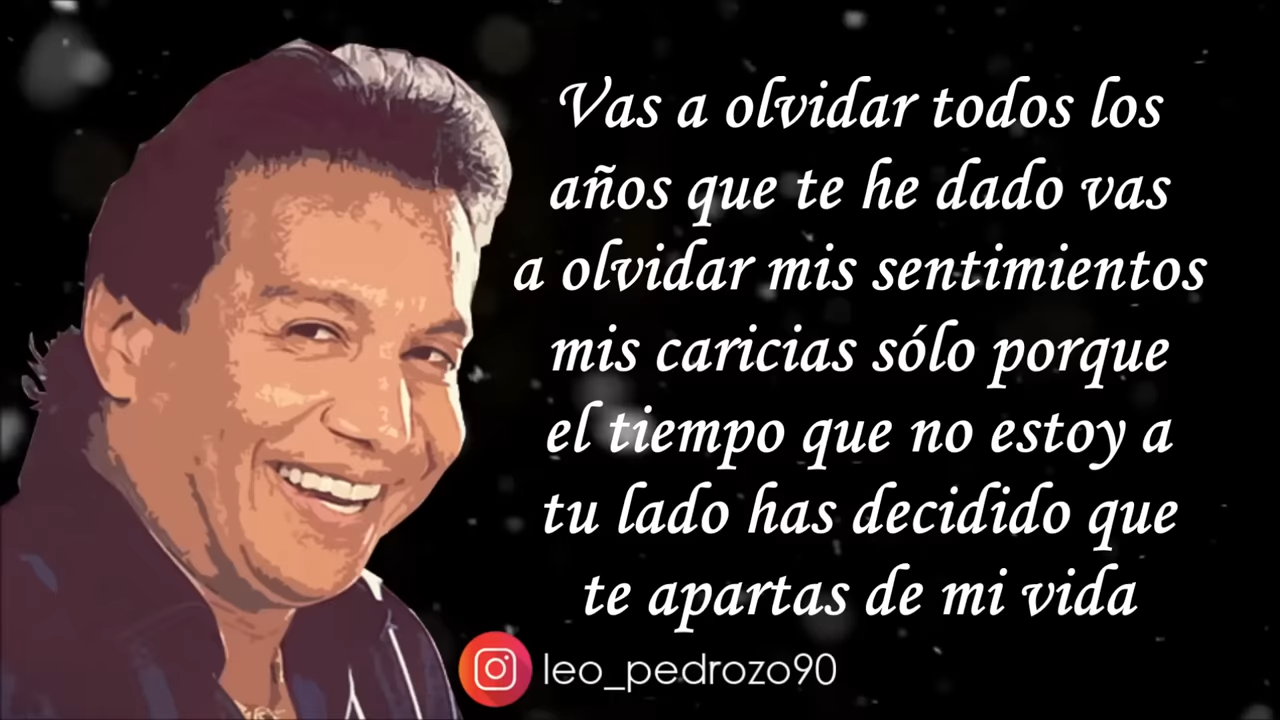 Vas a olvidar todos los
años que te he dado vas
a olvidar mis sentimientos
mis caricias sólo porque
el tiempo que no estoy a
tu lado has decidido que
te apartas de mi vida
leo_pedrozo90